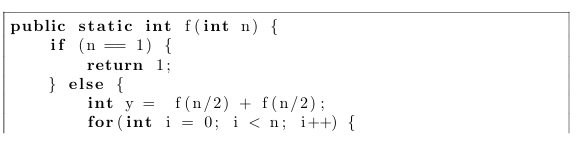 public static int f(int n) {
if (n == 1) {
return 1;
} else {
int y = f(n/2) + f(n/2);
for(int i = 0; i < n; i++) {